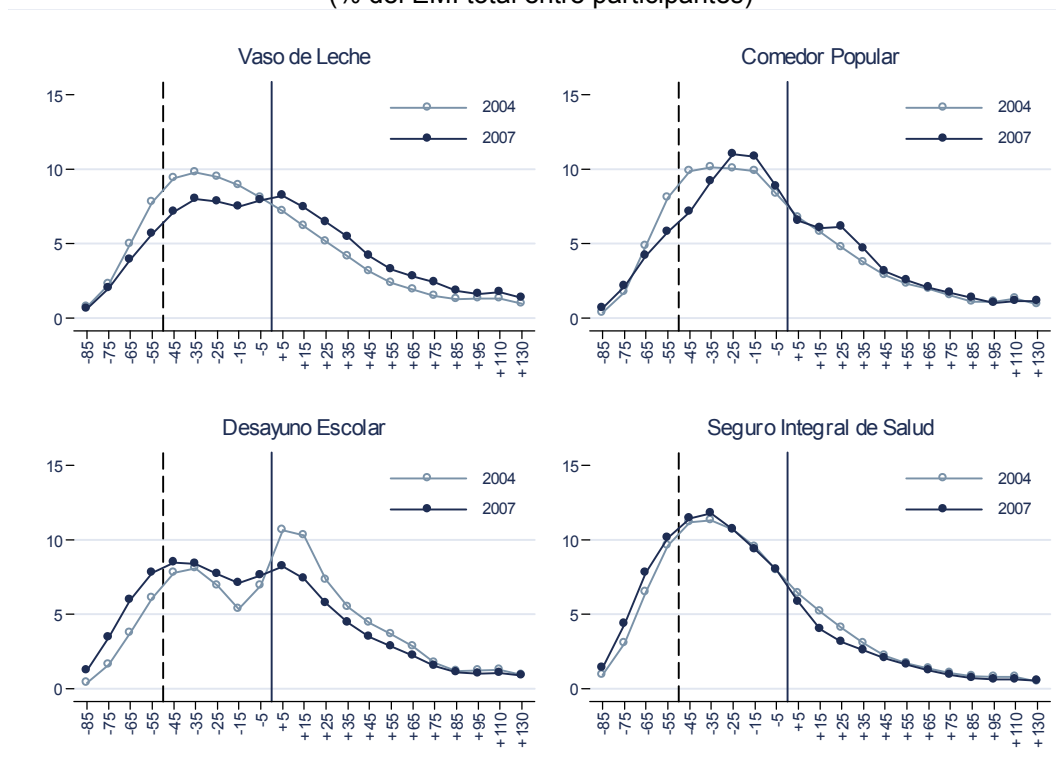 (% del EMI total entre participantes)
Vaso de Leche
15
10
5
0
2004
2007
-85 -75 -65 -55 -45 -35 -25 -15 -5 +5 +15 +25 +35 +45 +55 +65 +75 +85 +95 +110 +130
Comedor Popular
15
10
5
0
2004
2007
-85 -75 -65 -55 -45 -35 -25 -15 -5 +5 +15 +25 +35 +45 +55 +65 +75 +85 +95 +110 +130
Desayuno Escolar
15
10
5
0
2004
2007
-85 -75 -65 -55 -45 -35 -25 -15 -5 +5 +15 +25 +35 +45 +55 +65 +75 +85 +95 +110 +130
Seguro Integral de Salud
15
10
5
0
2004
2007
-85 -75 -65 -55 -45 -35 -25 -15 -5 +5 +15 +25 +35 +45 +55 +65 +75 +85 +95 +110 +130